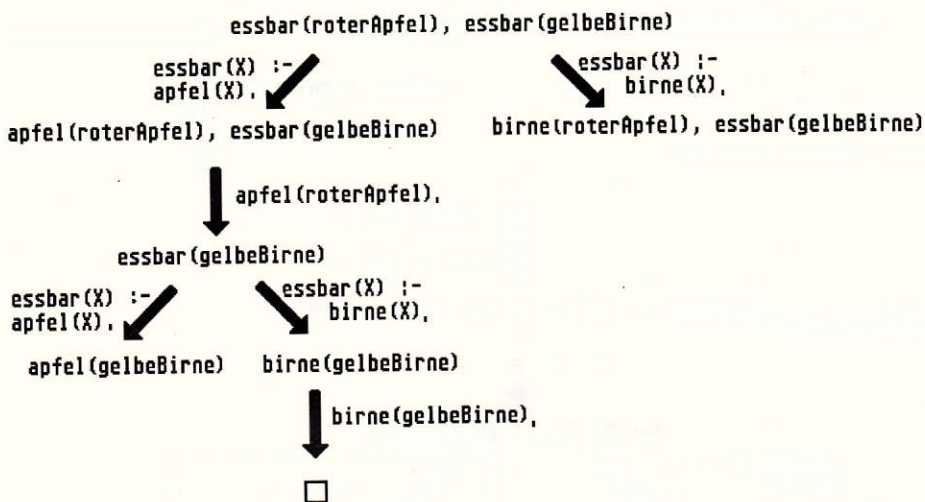 essbar(roterApfel), essbar(gelbeBirne)
essbar(X) :-
apfel(X).
essbar(X) :-
birne(X).
apfel(roterApfel), essbar(gelbeBirne)
birne(roterApfel), essbar(gelbeBirne)
apfel(roterApfel).
essbar(gelbeBirne)
essbar(X) :-
apfel(X).
essbar(X) :-
birne(X).
apfel(gelbeBirne)
birne(gelbeBirne)
birne(gelbeBirne).